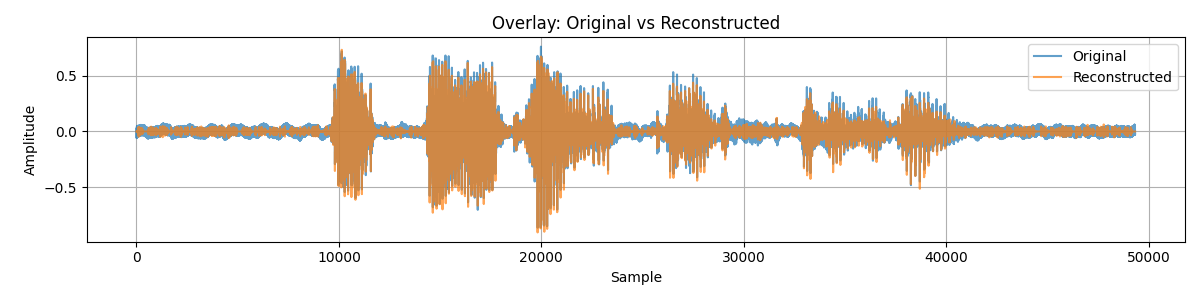 Overlay: Original vs Reconstructed
Original
Reconstructed
Amplitude
0.5
0.0
−0.5
0
10000
20000
30000
40000
50000
Sample